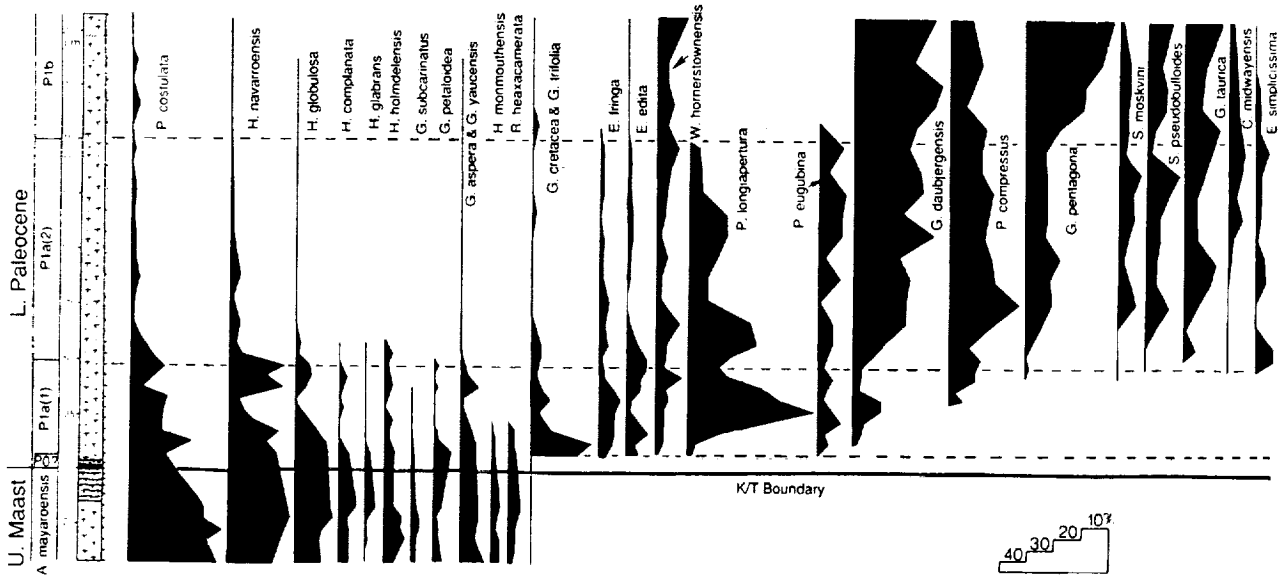 L. Paleocene
U. Maast
P1b
P1a(2)
P1a(1)
A mayaroensis
P. costulata
H. navarroensis
H. globulosa
H. complanata
H. glabrans
H. holmdelensis
G. subcarinatus
G. petaloidea
G. aspera & G. yaucensis
H monmouthensis
R. heaxacamerata
G. cretacea & G. trifolia
E. fringa
E. edita
W. hornerstownensis
P. longiapertura
P. eugubina
G. daubjergensis
P compressus
G. pentagona
S. moskvini
S. pseudobulloides
G. taurica
C. midwayensis
E. simplicissima
K/T Boundary
40 30 20 10%